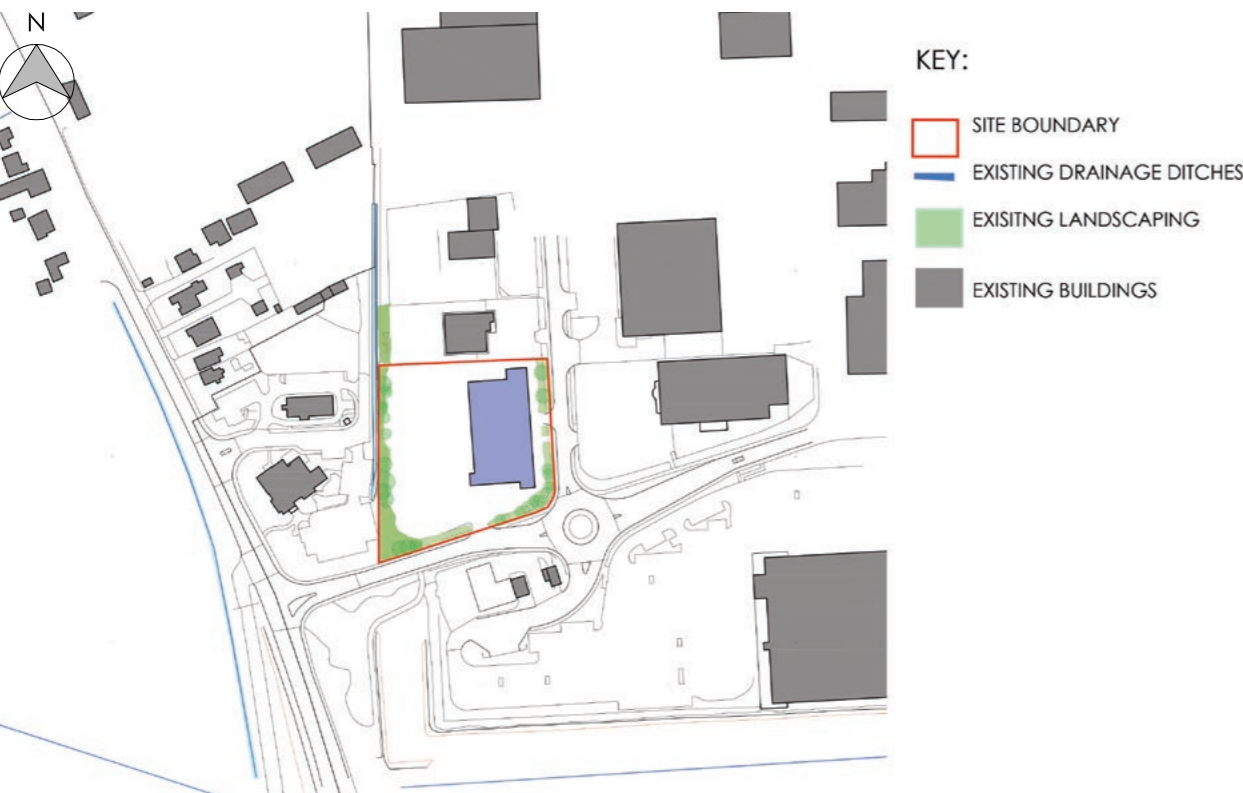 N
KEY:
SITE BOUNDARY
EXISTING DRAINAGE DITCHES
EXISITNG LANDSCAPING
EXISTING BUILDINGS